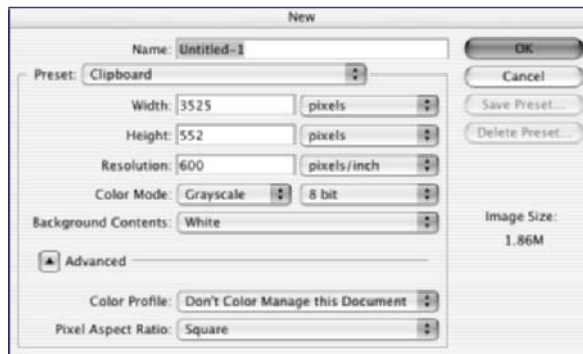 New
Name: Untitled-1
OK
Preset: Clipboard
Cancel
Width: 3525 pixels
Save Preset...
Height: 552 pixels
Delete Preset...
Resolution: 600 pixels/inch
Color Mode: Grayscale 8 bit
Background Contents: White
Image Size:
1.86M
Advanced
Color Profile: Don't Color Manage this Document
Pixel Aspect Ratio: Square